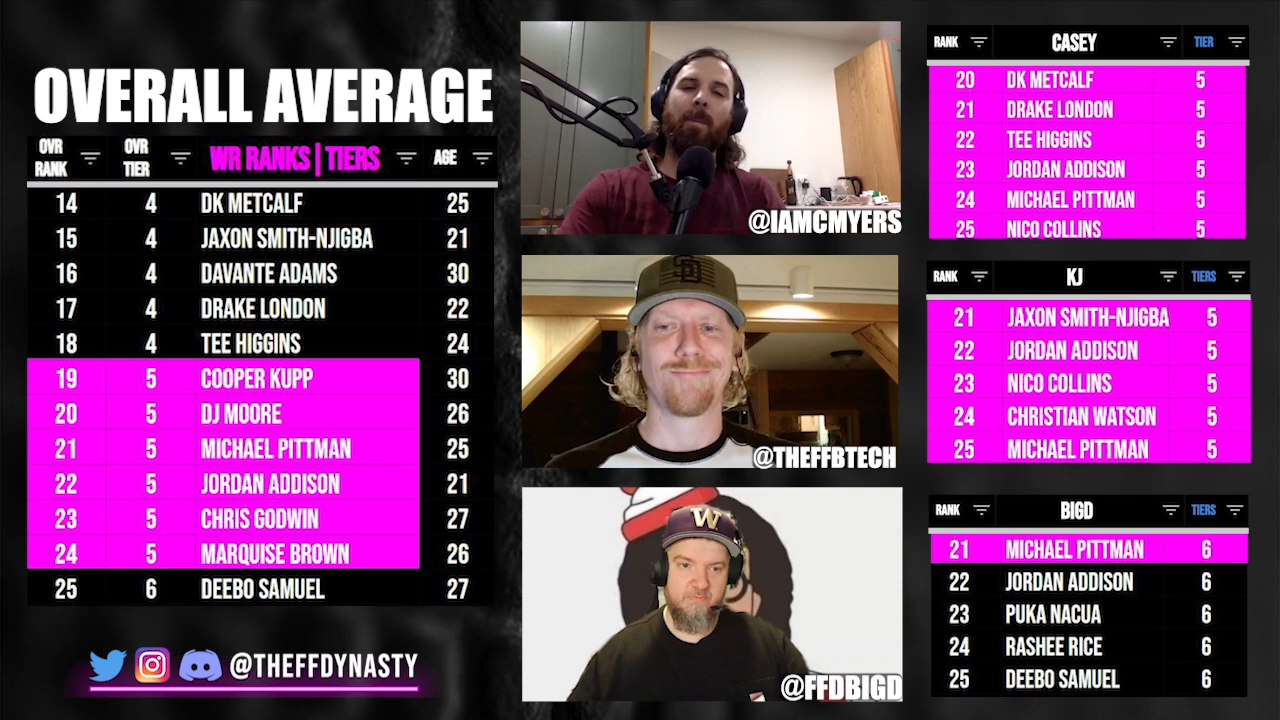 OVERALL AVERAGE
OVR RANK OVR TIER WR RANKS | TIERS AGE
14 4 DK METCALF 25
15 4 JAXON SMITH-NJIGBA 21
16 4 DAVANTE ADAMS 30
17 4 DRAKE LONDON 22
18 4 TEE HIGGINS 24
19 5 COOPER KUPP 30
20 5 DJ MOORE 26
21 5 MICHAEL PITTMAN 25
22 5 JORDAN ADDISON 21
23 5 CHRIS GODWIN 27
24 5 MARQUISE BROWN 26
25 6 DEEBO SAMUEL 27
@THEFFDYNASTY
@IAMCMYERS
@THEFFBTECH
W
@FFDBIGD
RANK CASEY TIER
20 DK METCALF 5
21 DRAKE LONDON 5
22 TEE HIGGINS 5
23 JORDAN ADDISON 5
24 MICHAEL PITTMAN 5
25 NICO COLLINS 5
RANK KJ TIERS
21 JAXON SMITH-NJIGBA 5
22 JORDAN ADDISON 5
23 NICO COLLINS 5
24 CHRISTIAN WATSON 5
25 MICHAEL PITTMAN 5
RANK BIGD TIERS
21 MICHAEL PITTMAN 6
22 JORDAN ADDISON 6
23 PUKA NACUA 6
24 RASHEE RICE 6
25 DEEBO SAMUEL 6